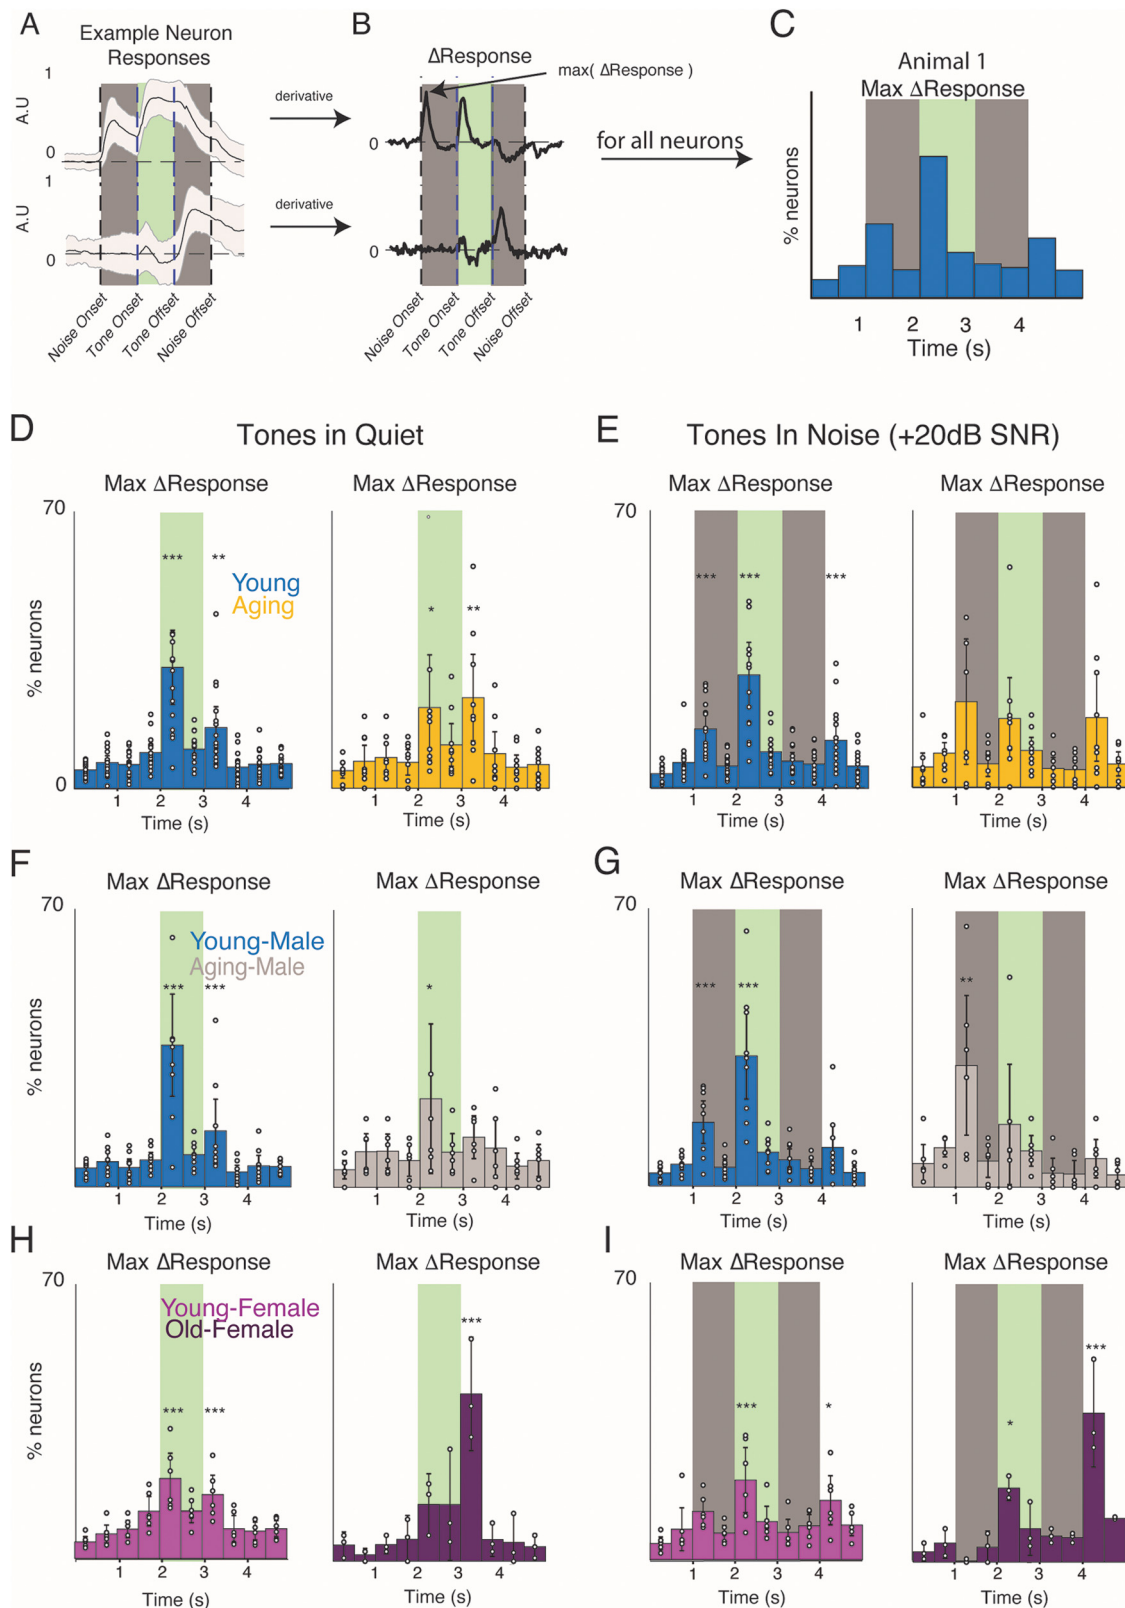 A
Example Neuron
Responses
1
A.U
0
1
A.U
0
Noise Onset
Tone Onset
Tone Offset
Noise Offset
derivative
derivative
B
ΔResponse
max( ΔResponse )
0
0
Noise Onset
Tone Onset
Tone Offset
Noise Offset
for all neurons
C
Animal 1
Max ΔResponse
% neurons
1 2 3 4
Time (s)
D
Tones in Quiet
Max ΔResponse
Max ΔResponse
70
*** **
* **
Young
Aging
% neurons
0
1 2 3 4
1 2 3 4
Time (s)
Time (s)
E
Tones In Noise (+20dB SNR)
Max ΔResponse
Max ΔResponse
70
*** *** ***
1 2 3 4
1 2 3 4
Time (s)
Time (s)
F
Max ΔResponse
Max ΔResponse
70
Young-Male
Aging-Male
*** ***
*
% neurons
1 2 3 4
1 2 3 4
Time (s)
Time (s)
G
Max ΔResponse
Max ΔResponse
70
*** ***
**
1 2 3 4
1 2 3 4
Time (s)
Time (s)
H
Max ΔResponse
Max ΔResponse
70
Young-Female
Old-Female
***
*** ***
% neurons
1 2 3 4
1 2 3 4
Time (s)
Time (s)
I
Max ΔResponse
Max ΔResponse
70
***
*** *
*
1 2 3 4
1 2 3 4
Time (s)
Time (s)